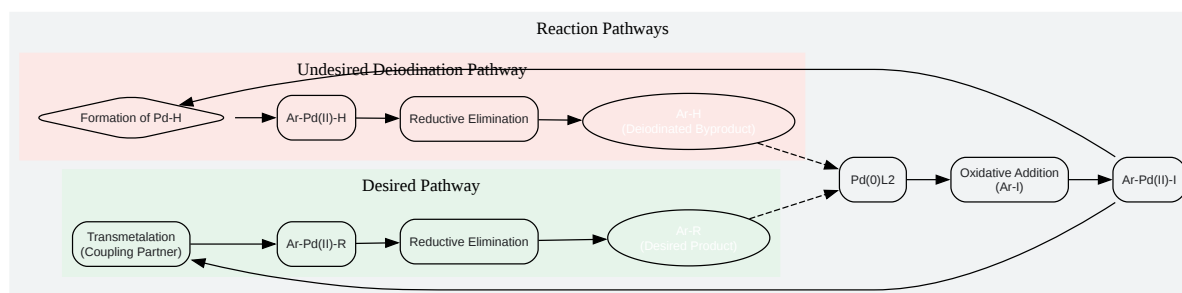 Reaction Pathways
Undesired Deiodination Pathway
Formation of Pd-H
Ar-Pd(II)-H
Reductive Elimination
Ar-H
(Deiodinated Byproduct)
Pd(0)L2
Oxidative Addition
(Ar-I)
Ar-Pd(II)-I
Desired Pathway
Transmetalation
(Coupling Partner)
Ar-Pd(II)-R
Reductive Elimination
Ar-R
(Desired Product)